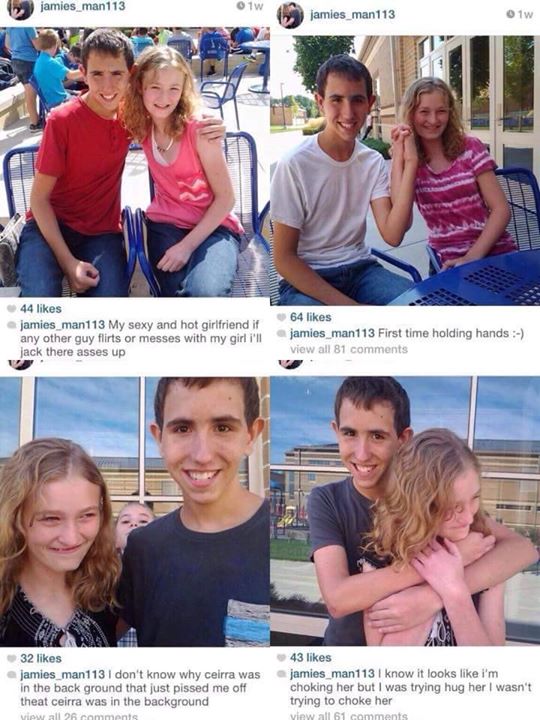 jamies_man113 1w
44 likes
jamies_man113 My sexy and hot girlfriend if
any other guy flirts or messes with my girl i'll
jack there asses up
jamies_man113 1w
64 likes
jamies_man113 First time holding hands :-)
view all 81 comments
32 likes
jamies_man113 I don't know why ceirra was
in the back ground that just pissed me off
theat ceirra was in the background
view all 26 comments
43 likes
jamies_man113 I know it looks like i'm
choking her but I was trying hug her I wasn't
trying to choke her
view all 61 comments